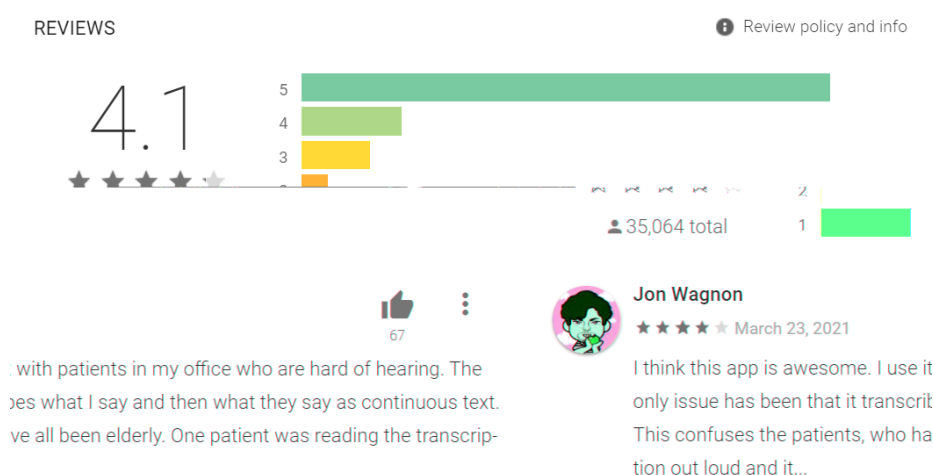 REVIEWS
Review policy and info
4.1
5
4
3
2
35,064 total
1
67
with patients in my office who are hard of hearing. The
what I say and then what they say as continuous text.
ve all been elderly. One patient was reading the transcrip-
Jon Wagnon
March 23, 2021
I think this app is awesome. I use it
only issue has been that it transcrib
This confuses the patients, who ha
tion out loud and it...